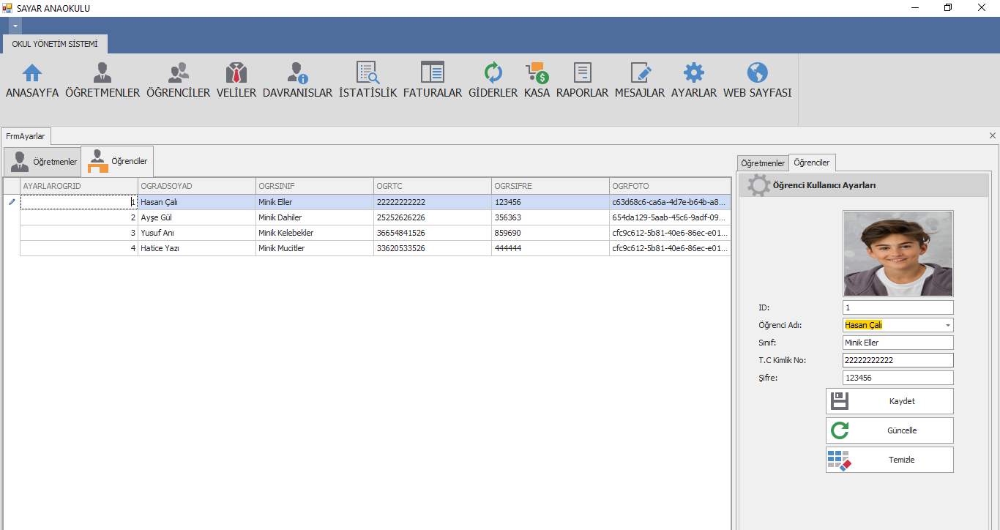 SAYAR ANAOKULU
OKUL YÖNETİM SİSTEMİ
ANASAYFA ÖĞRETMENLER ÖĞRENCİLER VELİLER DAVRANISLAR İSTATİSLİK FATURALAR GİDERLER KASA RAPORLAR MESAJLAR AYARLAR WEB SAYFASI
FrmAyarlar
Öğretmenler Öğrenciler
AYARLAROGRID OGRADSOYAD OGRSINIF OGRTC OGRSIFRE OGRFOTO
1 Hasan Çalı Minik Eller 22222222222 123456 c63d68c6-ca6a-4d7e-b64b-a8...
2 Ayşe Gül Minik Dahiler 25252626226 356363 654da129-5aab-45c6-9adf-09...
3 Yusuf Anı Minik Kelebekler 36654841526 859690 cfc9c612-5b81-40e6-86ec-e01...
4 Hatice Yazı Minik Mucitler 33620533526 444444 cfc9c612-5b81-40e6-86ec-e01...
Öğretmenler Öğrenciler
Öğrenci Kullanıcı Ayarları
ID: 1
Öğrenci Adı: Hasan Çalı
Sınıf: Minik Eller
T.C Kimlik No: 22222222222
Şifre: 123456
Kaydet
Güncelle
Temizle